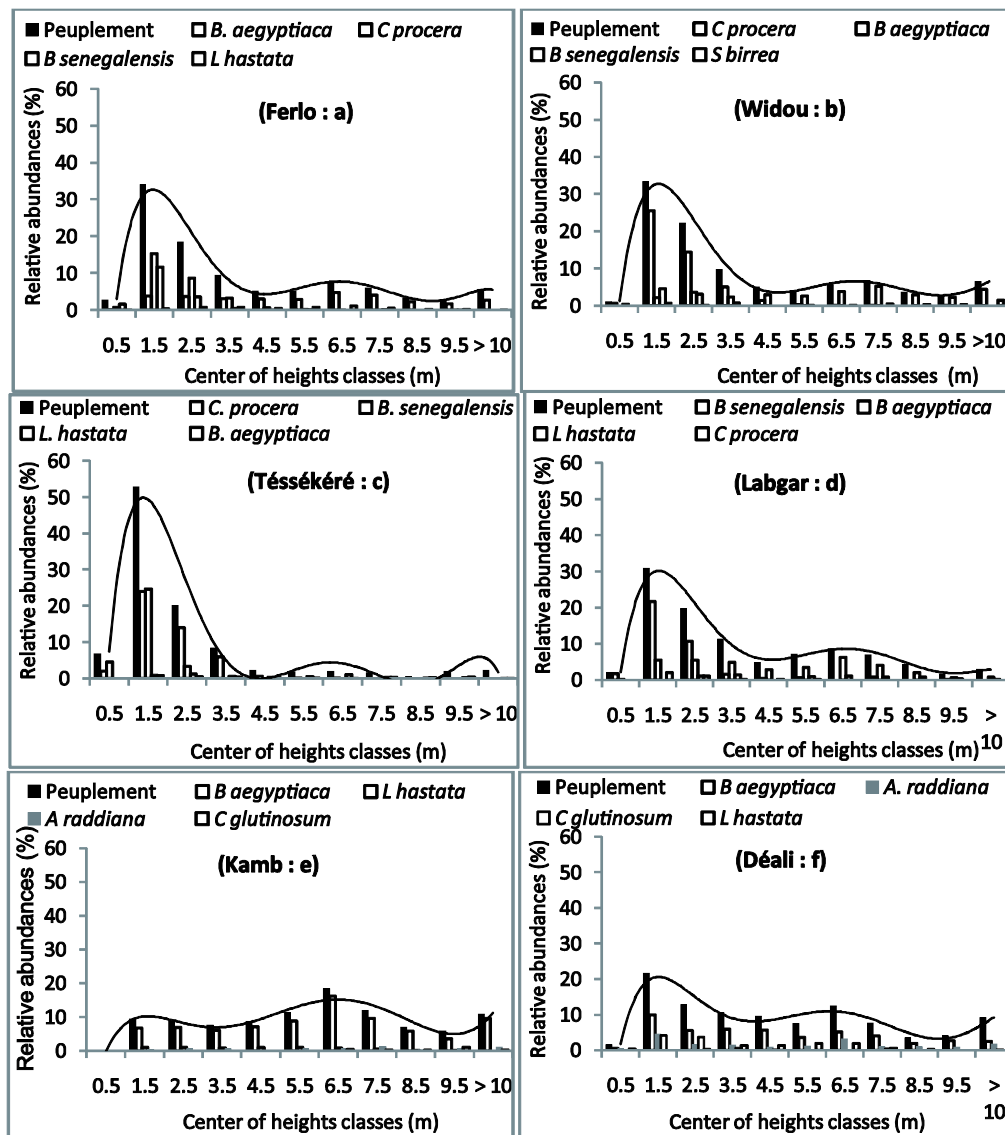 Peuplement B. aegyptiaca C procera
B senegalensis L hastata
(Ferlo : a)
Relative abundances (%)
60
50
40
30
20
10
0
0.5 1.5 2.5 3.5 4.5 5.5 6.5 7.5 8.5 9.5 > 10
Center of heights classes (m)
Peuplement C procera B aegyptiaca
B senegalensis S birrea
(Widou : b)
Relative abundances (%)
60
50
40
30
20
10
0
0.5 1.5 2.5 3.5 4.5 5.5 6.5 7.5 8.5 9.5 >10
Center of heights classes (m)
Peuplement C. procera B. senegalensis
L. hastata B. aegyptiaca
(Téssékéré : c)
Relative abundances (%)
60
50
40
30
20
10
0
0.5 1.5 2.5 3.5 4.5 5.5 6.5 7.5 8.5 9.5 > 10
Center of heights classes (m)
Peuplement B senegalensis B aegyptiaca
L hastata C procera
(Labgar : d)
Relative abundances (%)
60
50
40
30
20
10
0
0.5 1.5 2.5 3.5 4.5 5.5 6.5 7.5 8.5 9.5 >
10
Center of heights classes (m)
Peuplement B aegyptiaca L hastata
A raddiana C glutinosum
(Kamb : e)
Relative abundances (%)
60
50
40
30
20
10
0
0.5 1.5 2.5 3.5 4.5 5.5 6.5 7.5 8.5 9.5 > 10
Center of heights classes (m)
Peuplement B aegyptiaca A. raddiana
C glutinosum L hastata
(Déali : f)
Relative abundances (%)
60
50
40
30
20
10
0
0.5 1.5 2.5 3.5 4.5 5.5 6.5 7.5 8.5 9.5 >
10
Center of heights classes (m)